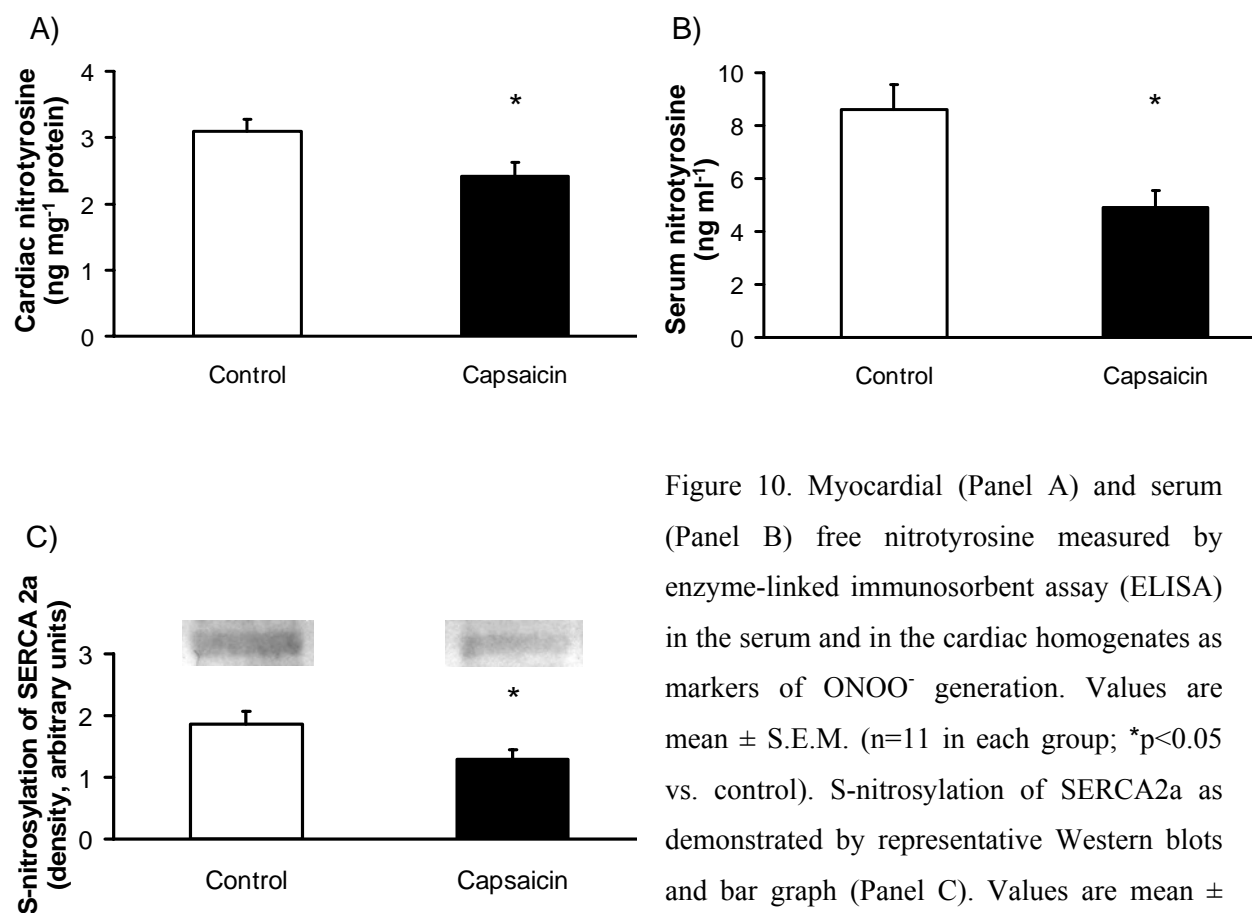 A)
Cardiac nitrotyrosine
(ng mg⁻¹ protein)
4
3
2
1
0
*
Control
Capsaicin
B)
Serum nitrotyrosine
(ng ml⁻¹)
10
8
6
4
2
0
*
Control
Capsaicin
C)
S-nitrosylation of SERCA 2a
(density, arbitrary units)
3
2
1
0
*
Control
Capsaicin
Figure 10. Myocardial (Panel A) and serum
(Panel B) free nitrotyrosine measured by
enzyme-linked immunosorbent assay (ELISA)
in the serum and in the cardiac homogenates as
markers of ONOO⁻ generation. Values are
mean ± S.E.M. (n=11 in each group; *p<0.05
vs. control). S-nitrosylation of SERCA2a as
demonstrated by representative Western blots
and bar graph (Panel C). Values are mean ±